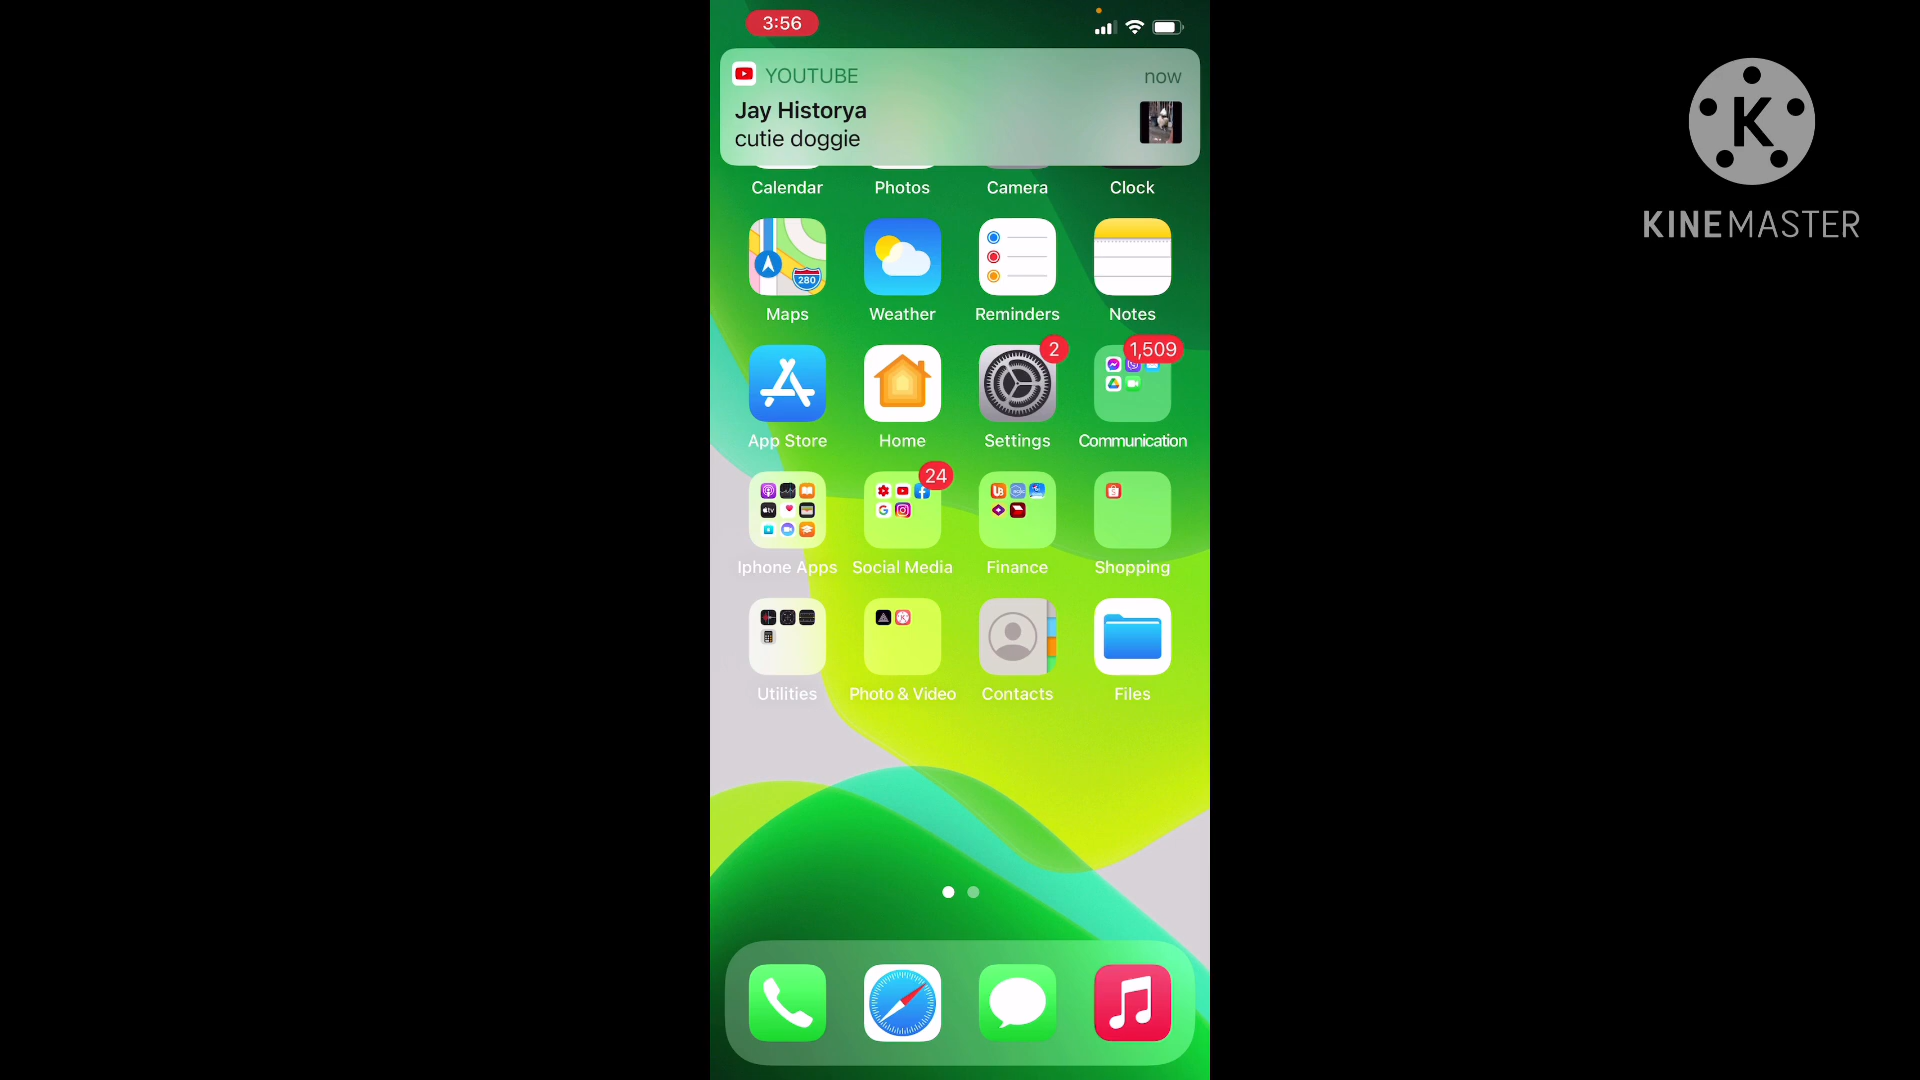 3:56
YOUTUBE now
Jay Historya
cutie doggie
KINEMASTER
Calendar Photos Camera Clock
280
Maps Weather Reminders Notes
2 1,509
App Store Home Settings Communication
24
Iphone Apps Social Media Finance Shopping
Utilities Photo & Video Contacts Files